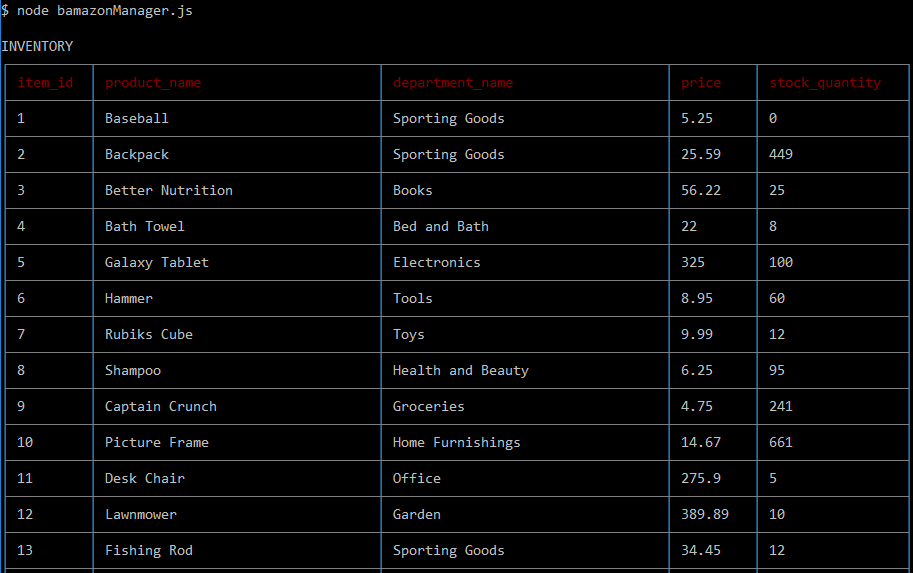 $ node bamazonManager.js
INVENTORY
item_id product_name department_name price stock_quantity
1 Baseball Sporting Goods 5.25 0
2 Backpack Sporting Goods 25.59 449
3 Better Nutrition Books 56.22 25
4 Bath Towel Bed and Bath 22 8
5 Galaxy Tablet Electronics 325 100
6 Hammer Tools 8.95 60
7 Rubiks Cube Toys 9.99 12
8 Shampoo Health and Beauty 6.25 95
9 Captain Crunch Groceries 4.75 241
10 Picture Frame Home Furnishings 14.67 661
11 Desk Chair Office 275.9 5
12 Lawnmower Garden 389.89 10
13 Fishing Rod Sporting Goods 34.45 12